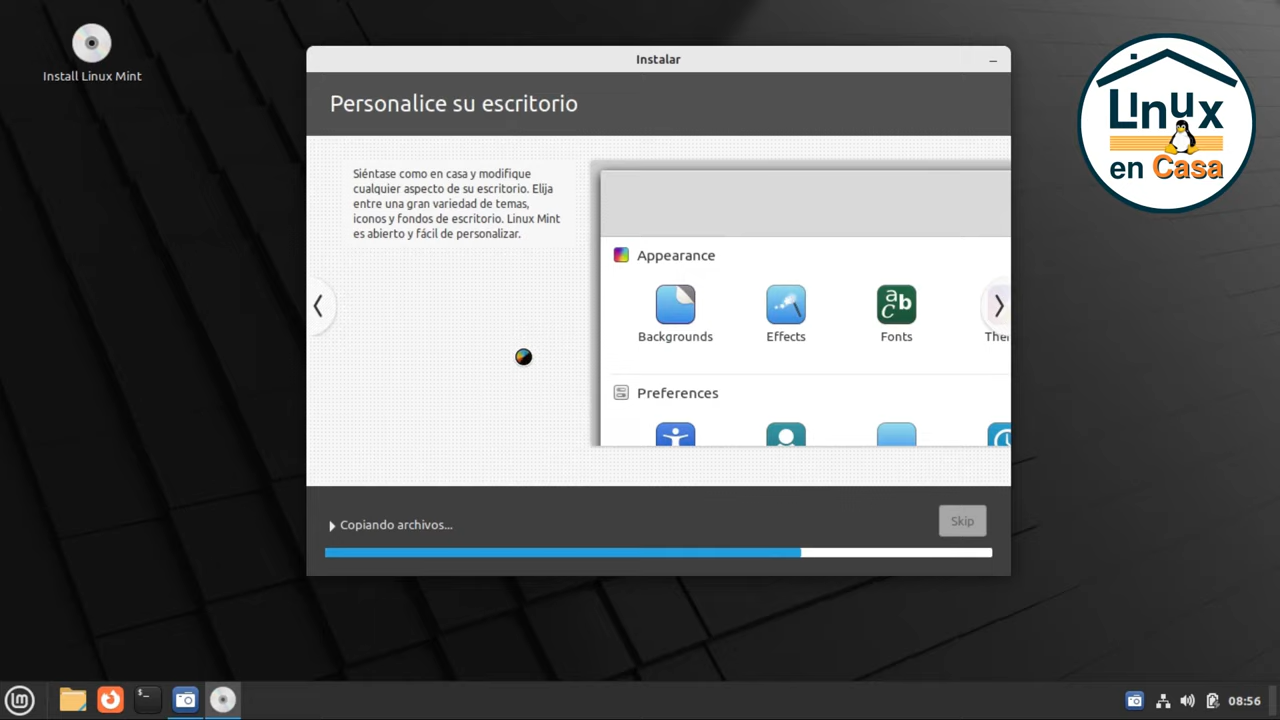 Install Linux Mint
Instalar
Personalice su escritorio
Siéntase como en casa y modifique
cualquier aspecto de su escritorio. Elija
entre una gran variedad de temas,
iconos y fondos de escritorio. Linux Mint
es abierto y fácil de personalizar.
Appearance
Backgrounds
Effects
abc
Fonts
Preferences
Copiando archivos...
Skip
Linux
en Casa
$_
08:56